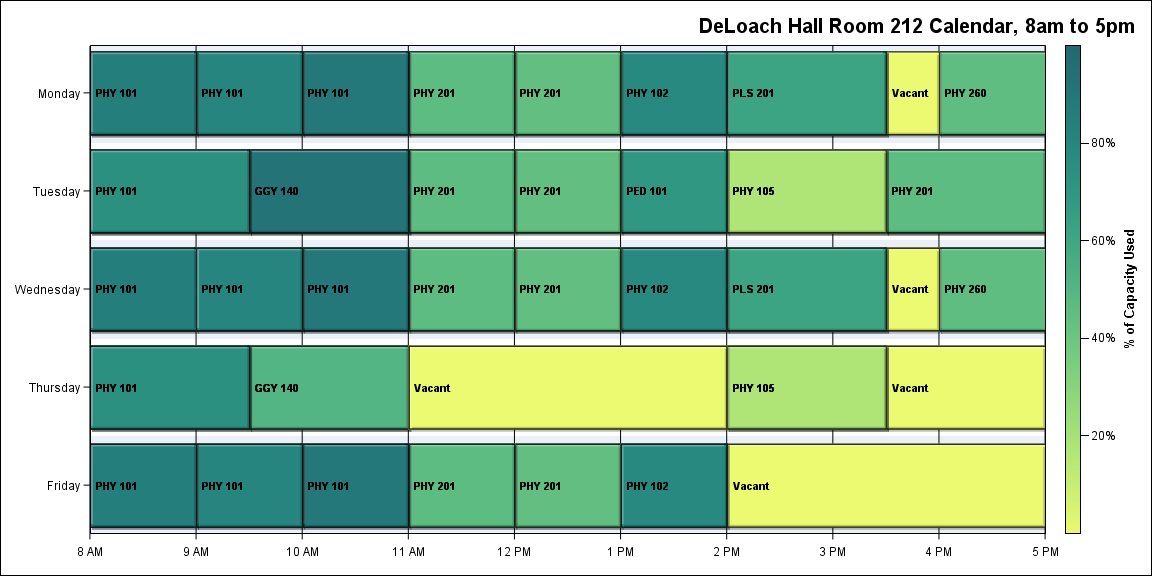 DeLoach Hall Room 212 Calendar, 8am to 5pm
Monday PHY 101 PHY 101 PHY 101 PHY 201 PHY 201 PHY 102 PLS 201 Vacant PHY 260
80%
Tuesday PHY 101 GGY 140 PHY 201 PHY 201 PED 101 PHY 105 PHY 201
60%
Wednesday PHY 101 PHY 101 PHY 101 PHY 201 PHY 201 PHY 102 PLS 201 Vacant PHY 260
% of Capacity Used
40%
Thursday PHY 101 GGY 140 Vacant PHY 105 Vacant
20%
Friday PHY 101 PHY 101 PHY 101 PHY 201 PHY 201 PHY 102 Vacant
8 AM 9 AM 10 AM 11 AM 12 PM 1 PM 2 PM 3 PM 4 PM 5 PM